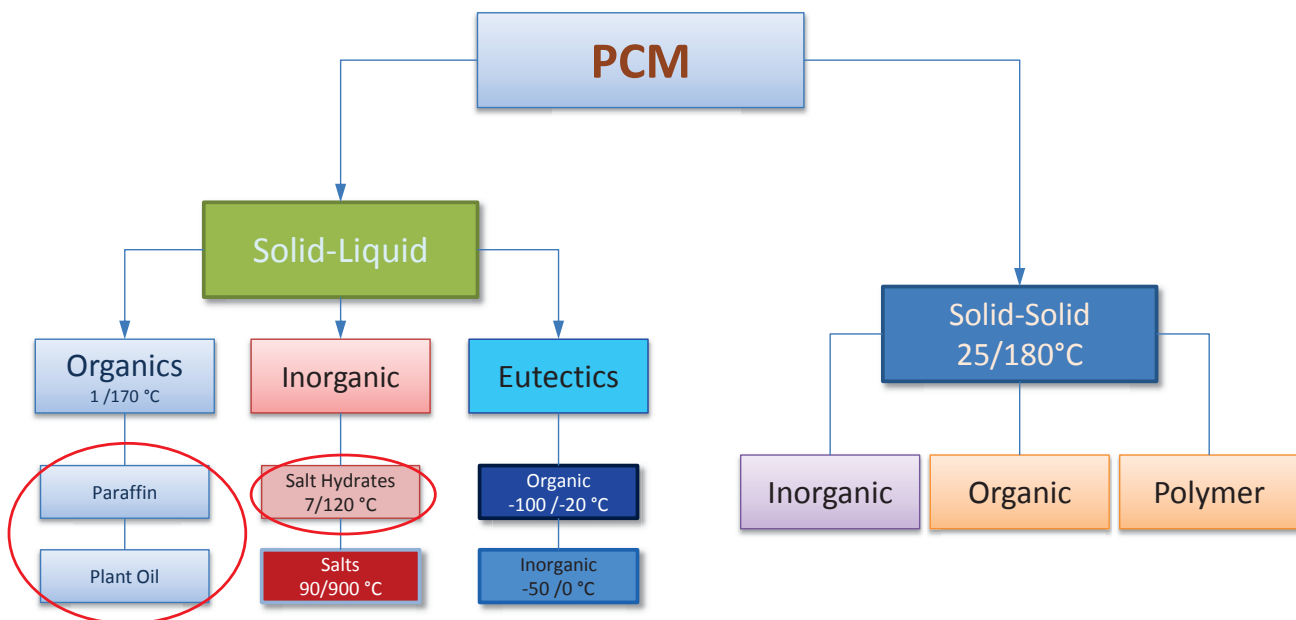 PCM
Solid-Liquid
Solid-Solid
25/180°C
Organics
1 /170 °C
Inorganic
Eutectics
Paraffin
Salt Hydrates
7/120 °C
Organic
-100 /-20 °C
Inorganic
Organic
Polymer
Plant Oil
Salts
90/900 °C
Inorganic
-50 /0 °C